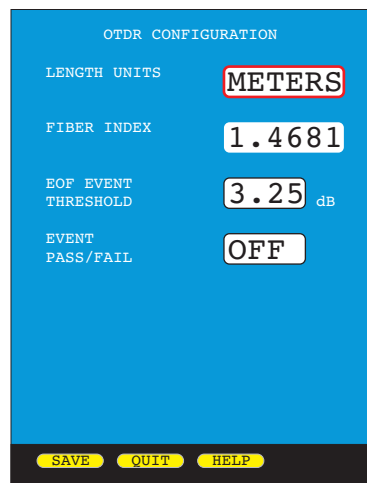 OTDR CONFIGURATION
LENGTH UNITS METERS
FIBER INDEX 1.4681
EOF EVENT
THRESHOLD 3.25 dB
EVENT
PASS/FAIL OFF
SAVE QUIT HELP